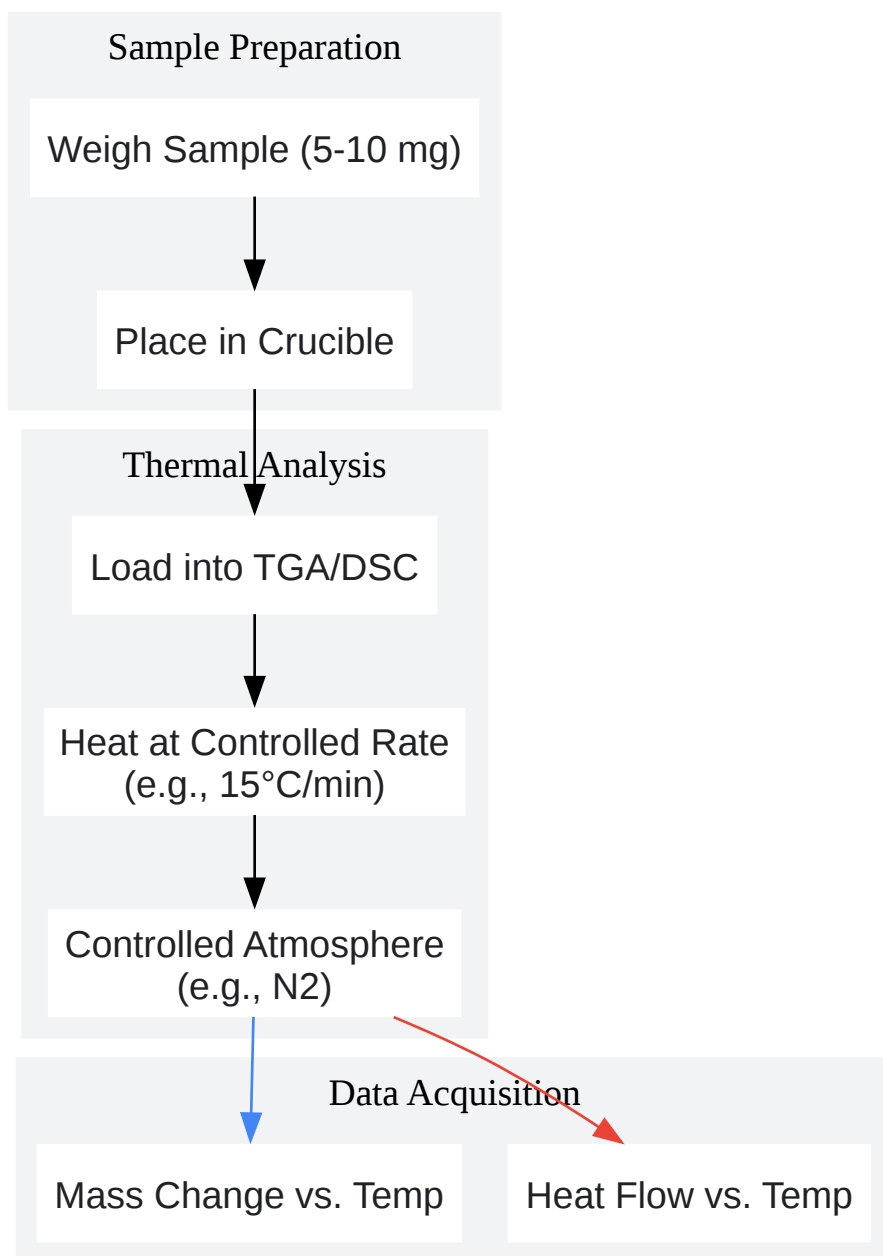 Sample Preparation
Weigh Sample (5-10 mg)
Place in Crucible
Thermal Analysis
Load into TGA/DSC
Heat at Controlled Rate
(e.g., 15°C/min)
Controlled Atmosphere
(e.g., N2)
Data Acquisition
Mass Change vs. Temp
Heat Flow vs. Temp